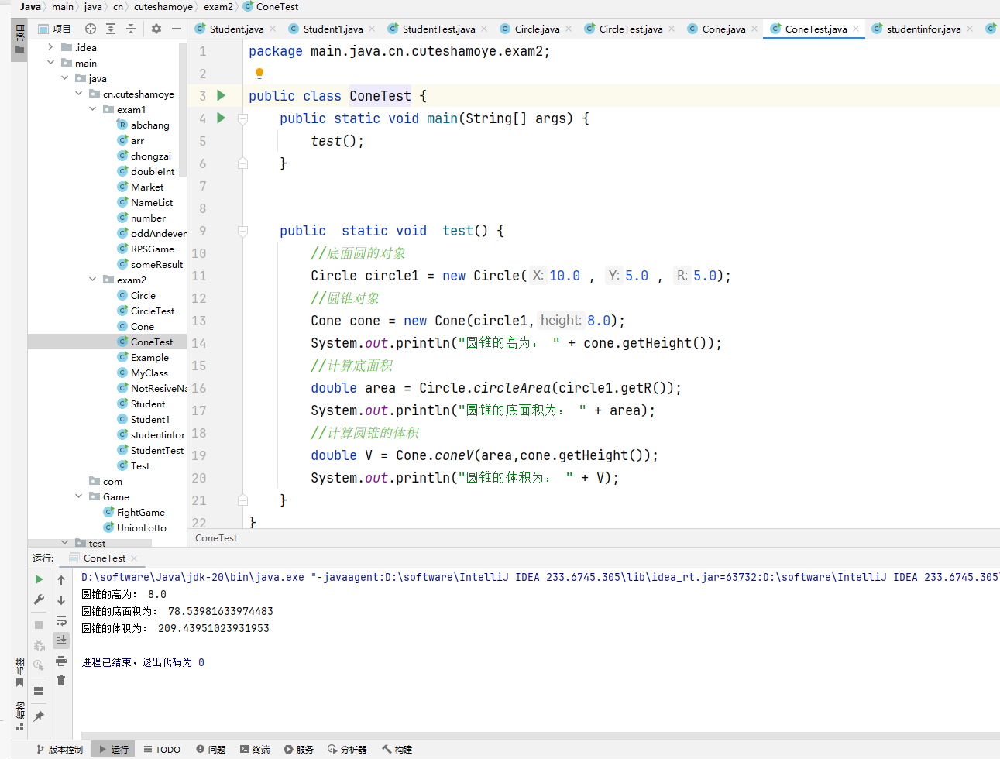 Java main java cn cuteshamoye exam2 ConeTest
项目
Student.java Student1.java StudentTest.java Circle.java CircleTest.java Cone.java ConeTest.java studentinfor.java
项目
.idea
main
java
cn.cuteshamoye
exam1
abchang
arr
chongzai
doubleInt
Market
NameList
number
oddAndever
RPSGame
someResult
exam2
Circle
CircleTest
Cone
ConeTest
Example
MyClass
NotResiveNa
Student
Student1
studentinfor
StudentTest
Test
com
Game
FightGame
UnionLotto
test
1 package main.java.cn.cuteshamoye.exam2;
2
3 public class ConeTest {
4 public static void main(String[] args) {
5 test();
6 }
7
8
9 public  static void  test() {
10 //底面圆的对象
11 Circle circle1 = new Circle( X: 10.0 , Y: 5.0 , R: 5.0);
12 //圆锥对象
13 Cone cone = new Cone(circle1, height: 8.0);
14 System.out.println("圆锥的高为： " + cone.getHeight());
15 //计算底面积
16 double area = Circle.circleArea(circle1.getR());
17 System.out.println("圆锥的底面积为： " + area);
18 //计算圆锥的体积
19 double V = Cone.coneV(area,cone.getHeight());
20 System.out.println("圆锥的体积为： " + V);
21 }
22 }
ConeTest
运行: ConeTest
D:\software\Java\jdk-20\bin\java.exe "-javaagent:D:\software\IntelliJ IDEA 233.6745.305\lib\idea_rt.jar=63732:D:\software\IntelliJ IDEA 233.6745.305\
圆锥的高为： 8.0
圆锥的底面积为： 78.53981633974483
圆锥的体积为： 209.43951023931953
进程已结束，退出代码为 0
书签
结构
版本控制 运行 TODO 问题 终端 服务 分析器 构建